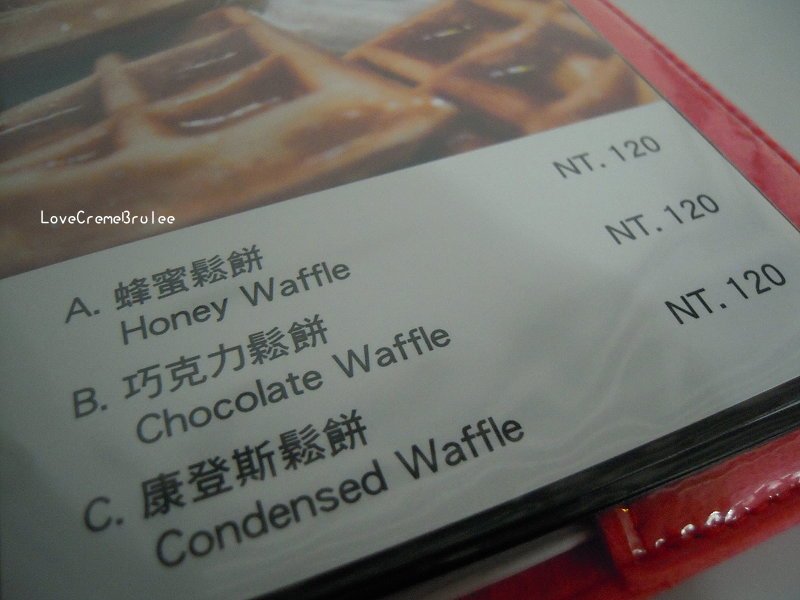 LoveCremeBrulee
A. 蜂蜜鬆餅 NT. 120
Honey Waffle
B. 巧克力鬆餅 NT. 120
Chocolate Waffle
C. 康登斯鬆餅 NT. 120
Condensed Waffle